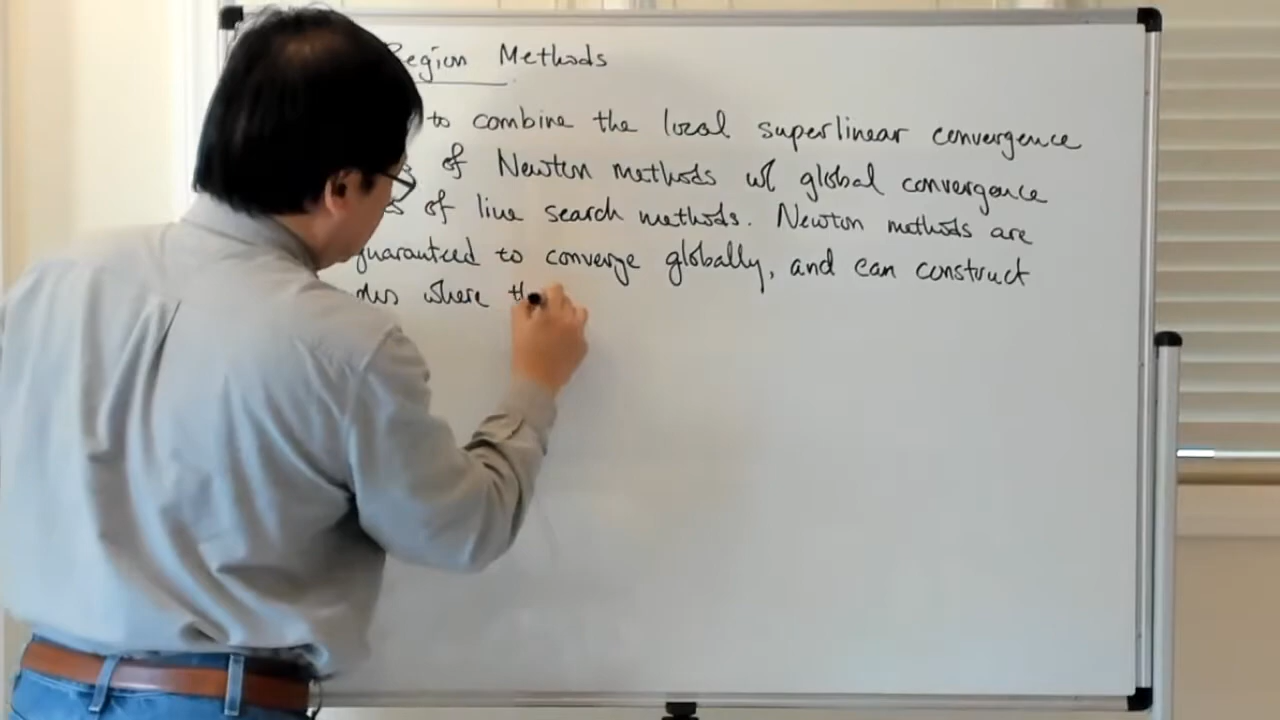 Region Methods
to combine the local superlinear convergence
of Newton methods w/ global convergence
of line search methods. Newton methods are
guaranteed to converge globally, and can construct
where